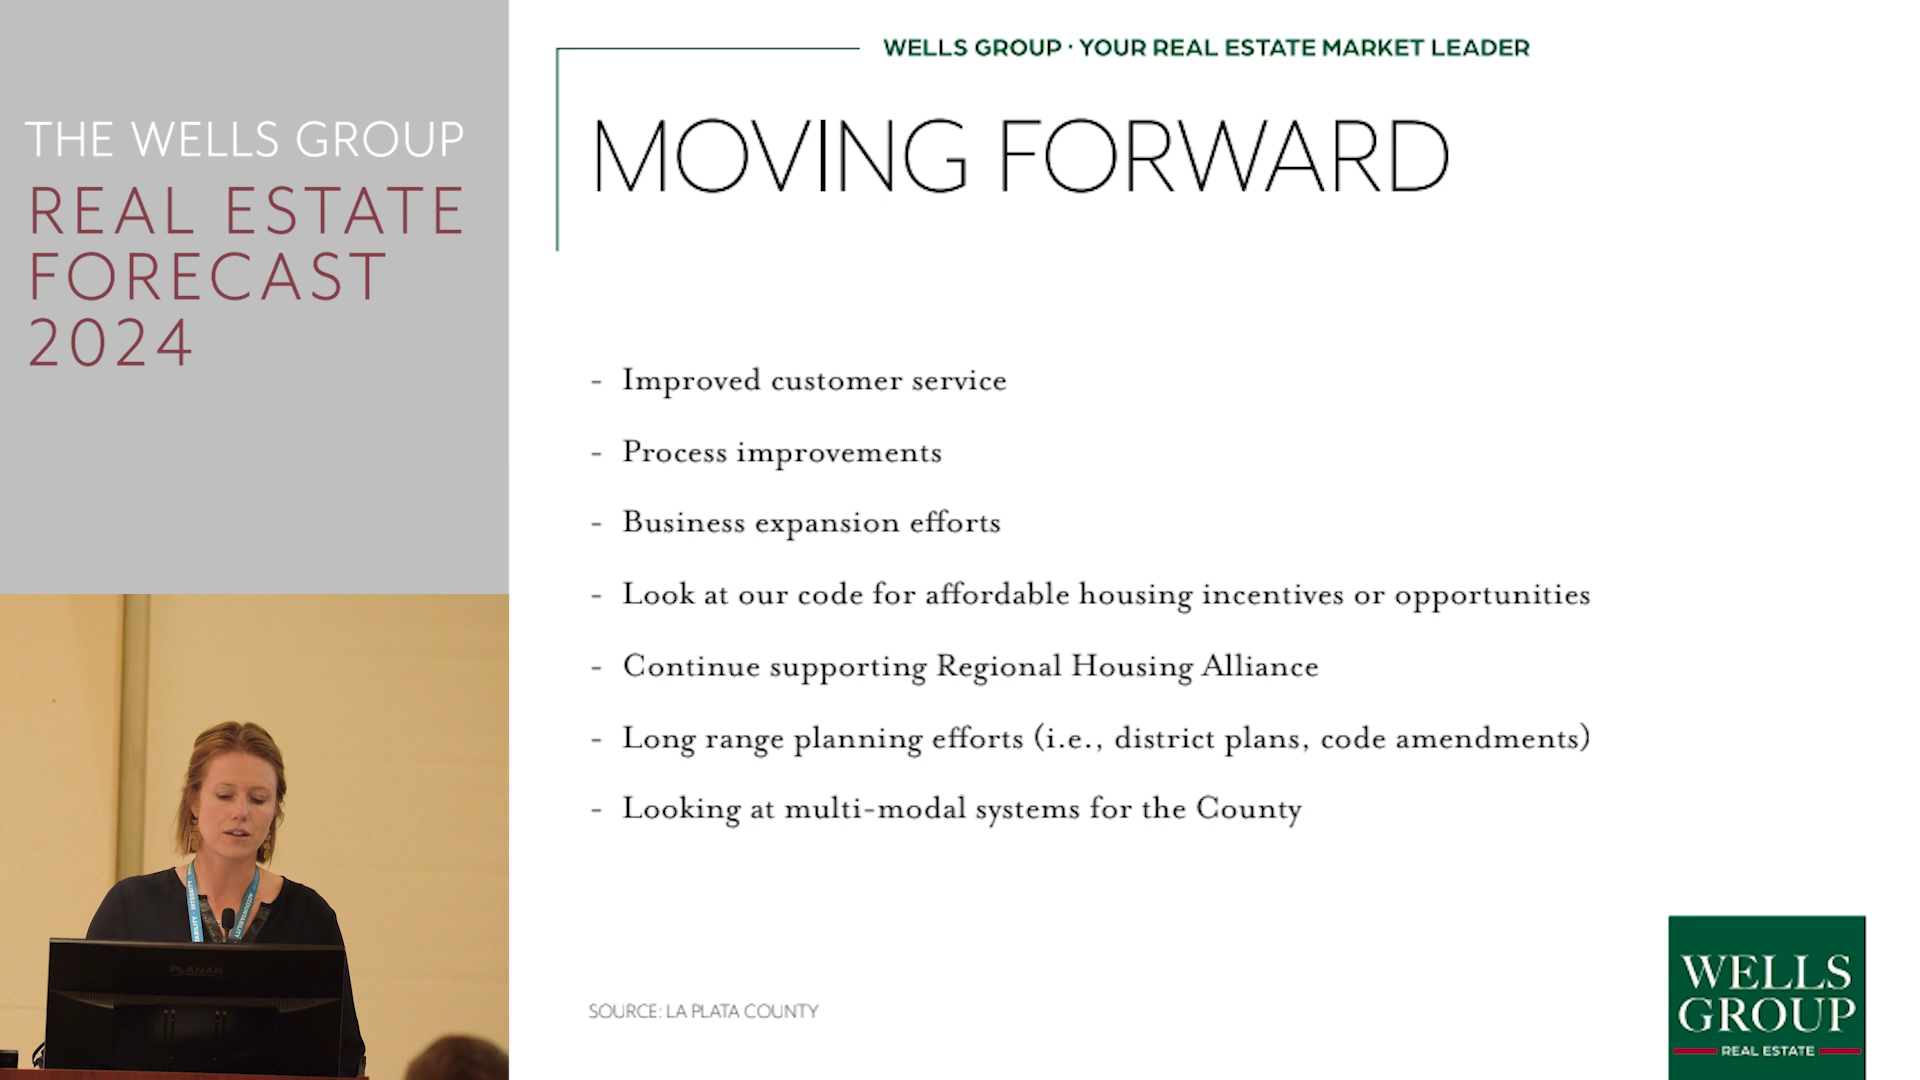 THE WELLS GROUP
REAL ESTATE
FORECAST
2024
WELLS GROUP · YOUR REAL ESTATE MARKET LEADER
MOVING FORWARD
- Improved customer service
- Process improvements
- Business expansion efforts
- Look at our code for affordable housing incentives or opportunities
- Continue supporting Regional Housing Alliance
- Long range planning efforts (i.e., district plans, code amendments)
- Looking at multi-modal systems for the County
SOURCE: LA PLATA COUNTY
WELLS
GROUP
REAL ESTATE
ACCOUNTABILITY
PLANAR